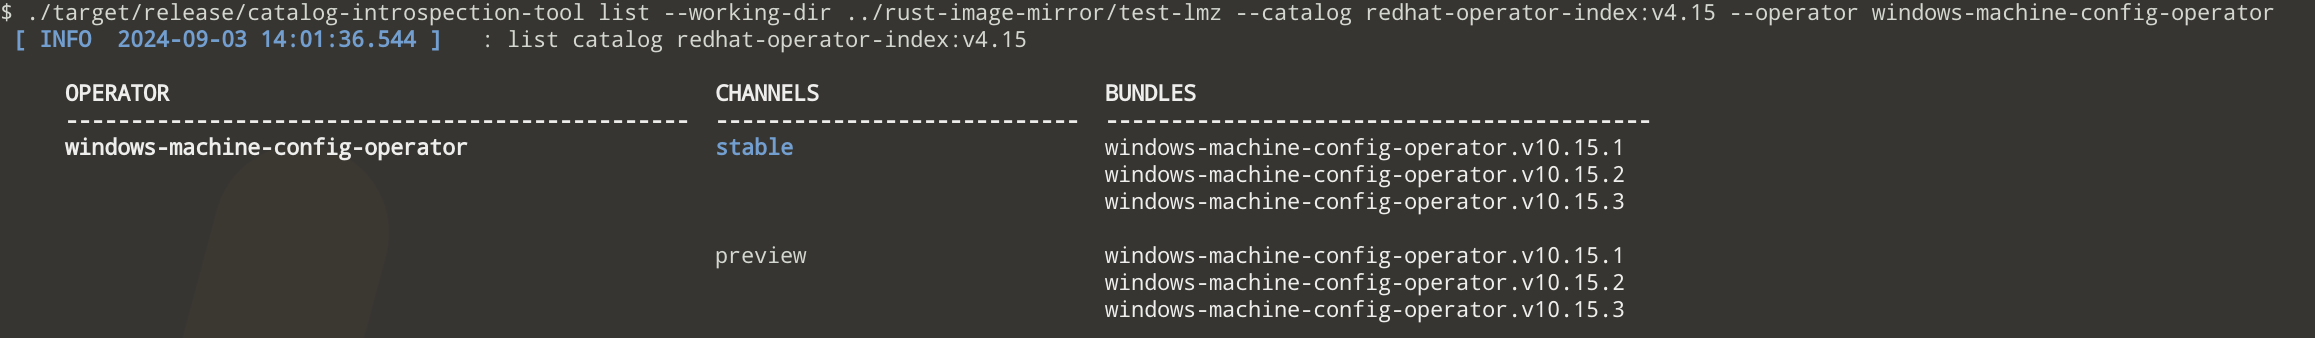 $ ./target/release/catalog-introspection-tool list --working-dir ../rust-image-mirror/test-lmz --catalog redhat-operator-index:v4.15 --operator windows-machine-config-operator
[ INFO  2024-09-03 14:01:36.544 ]   : list catalog redhat-operator-index:v4.15
OPERATOR CHANNELS BUNDLES
------------------------------------------------  ----------------------------  ------------------------------------------
windows-machine-config-operator stable windows-machine-config-operator.v10.15.1
windows-machine-config-operator.v10.15.2
windows-machine-config-operator.v10.15.3
preview windows-machine-config-operator.v10.15.1
windows-machine-config-operator.v10.15.2
windows-machine-config-operator.v10.15.3